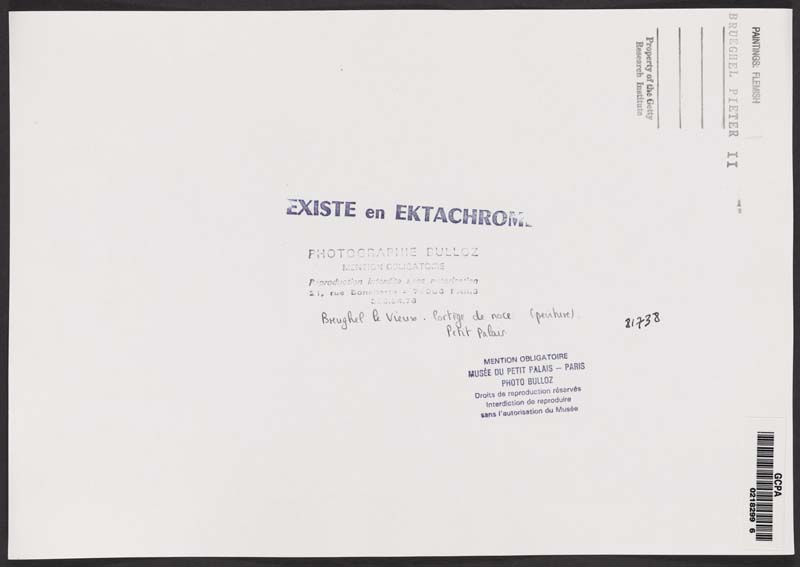 PAINTINGS: FLEMISH
BRUEGHEL PIETER II
Property of the Getty
Research Institute
EXISTE en EKTACHROME
PHOTOGRAPHIE BULLOZ
MENTION OBLIGATOIRE
Reproduction interdite sans autorisation
21, rue Bonaparte - 75006 PARIS
Breughel le Vieux. Cortège de noce (peinture).
Petit Palais
81738
MENTION OBLIGATOIRE
MUSÉE DU PETIT PALAIS — PARIS
PHOTO BULLOZ
Droits de reproduction réservés
Interdiction de reproduire
sans l'autorisation du Musée
GCPA
0218299 6